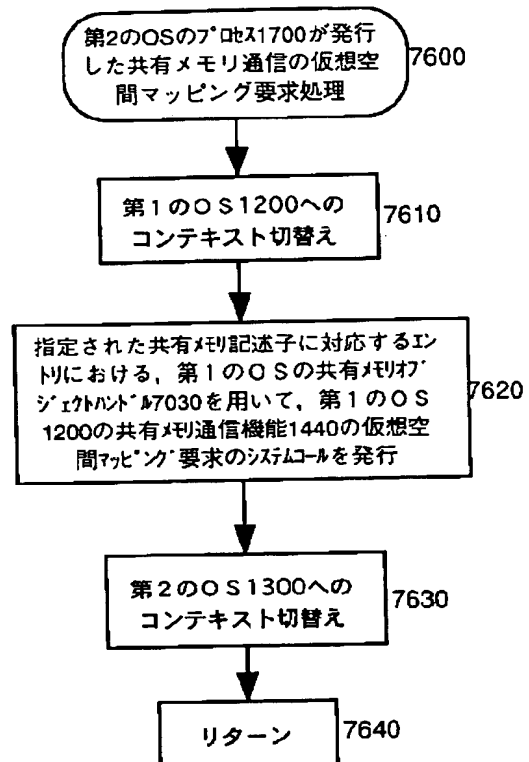 第2のOSのプロセス1700が発行
した共有メモリ通信の仮想空
間マッピング要求処理
7600
第1のOS1200への
コンテキスト切替え
7610
指定された共有メモリ記述子に対応するエン
トリにおける，第1のOSの共有メモリオブ
ジェクトハンドル7030を用いて，第1のOS
1200の共有メモリ通信機能1440の仮想空
間マッピング要求のシステムコールを発行
7620
第2のOS1300への
コンテキスト切替え
7630
リターン
7640